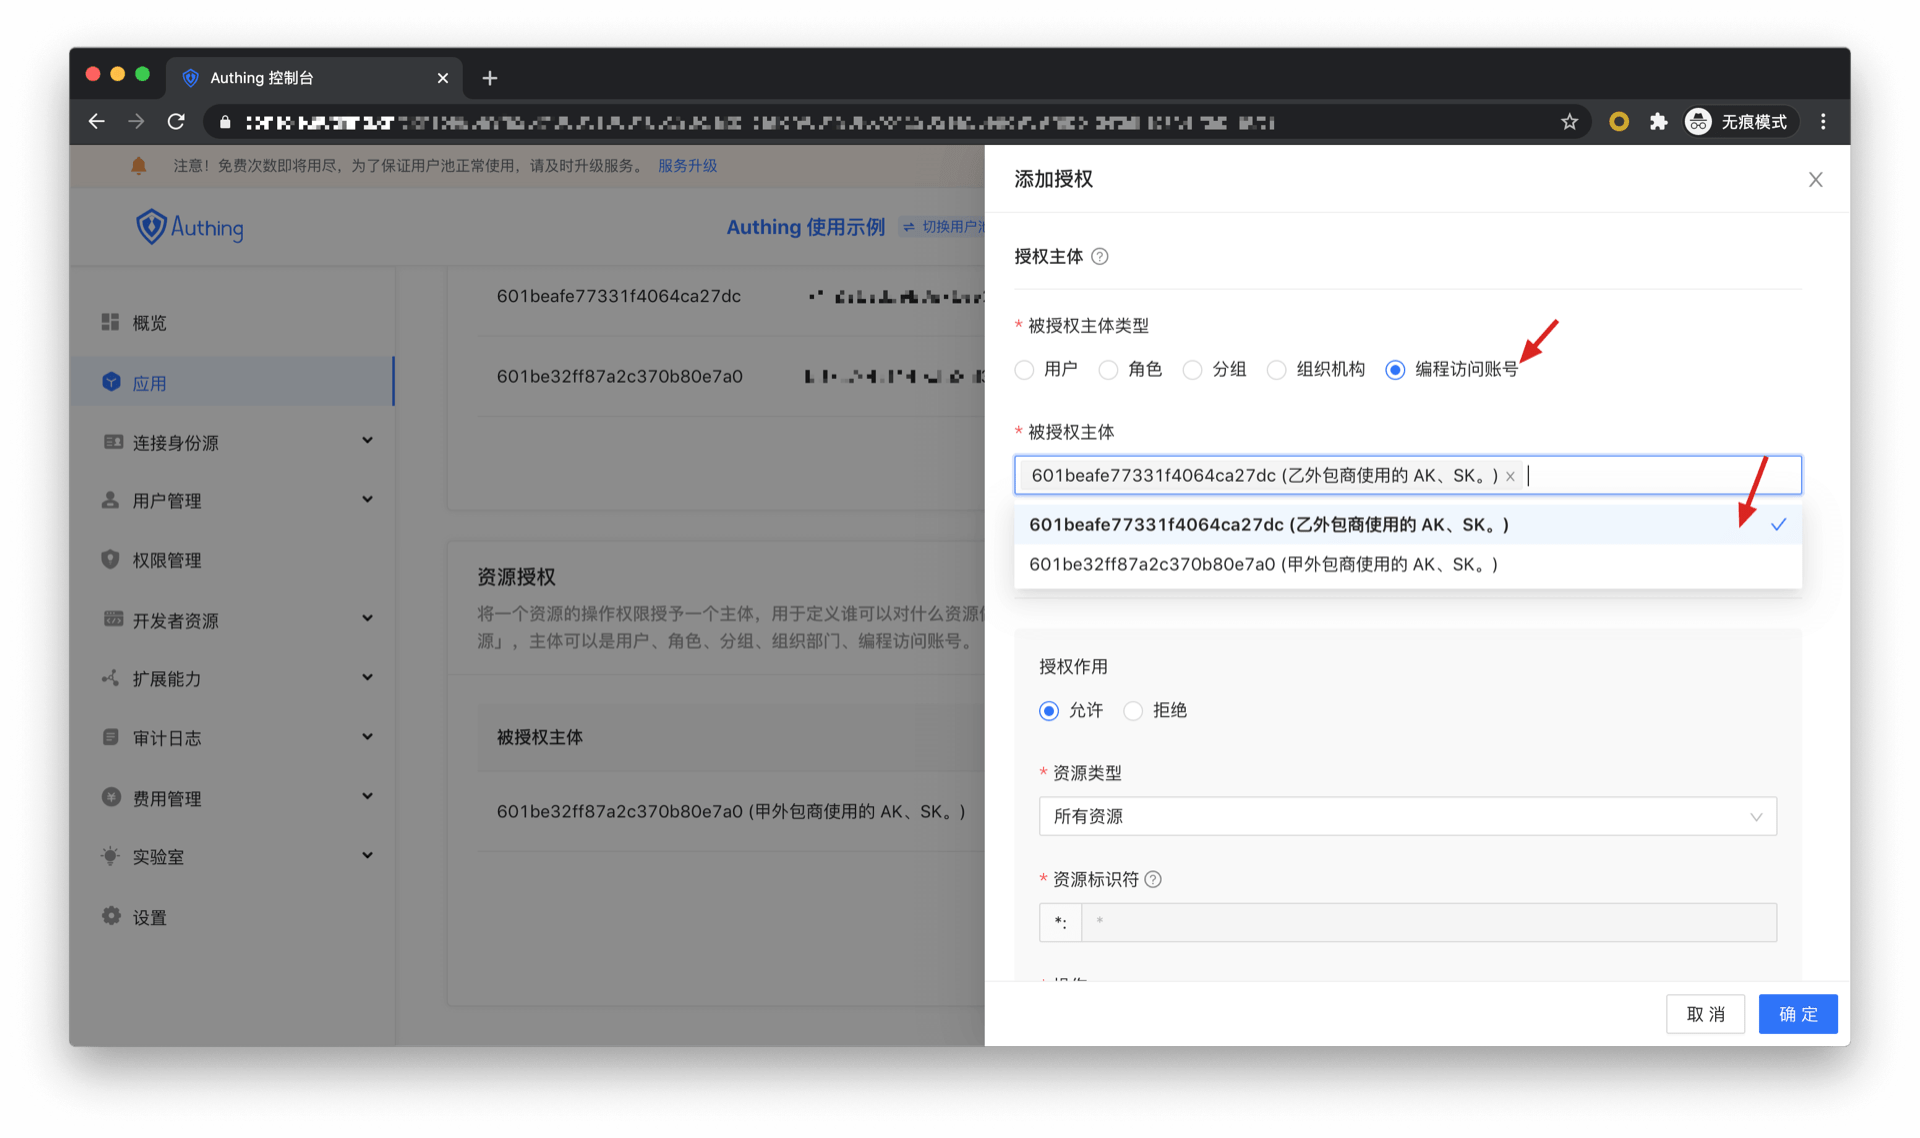 Authing 控制台
无痕模式
注意！免费次数即将用尽，为了保证用户池正常使用，请及时升级服务。 服务升级
Authing
Authing 使用示例
切换用户
概览
应用
连接身份源
用户管理
权限管理
开发者资源
扩展能力
审计日志
费用管理
实验室
设置
601beafe77331f4064ca27dc
601be32ff87a2c370b80e7a0
资源授权
将一个资源的操作权限授予一个主体，用于定义谁可以对什么资源
源」，主体可以是用户、角色、分组、组织部门、编程访问账号。
被授权主体
601be32ff87a2c370b80e7a0 (甲外包商使用的 AK、SK。)
添加授权
授权主体
* 被授权主体类型
用户 角色 分组 组织机构 编程访问账号
* 被授权主体
601beafe77331f4064ca27dc (乙外包商使用的 AK、SK。)
601beafe77331f4064ca27dc (乙外包商使用的 AK、SK。)
601be32ff87a2c370b80e7a0 (甲外包商使用的 AK、SK。)
授权作用
允许 拒绝
* 资源类型
所有资源
* 资源标识符
*: *
取 消
确 定